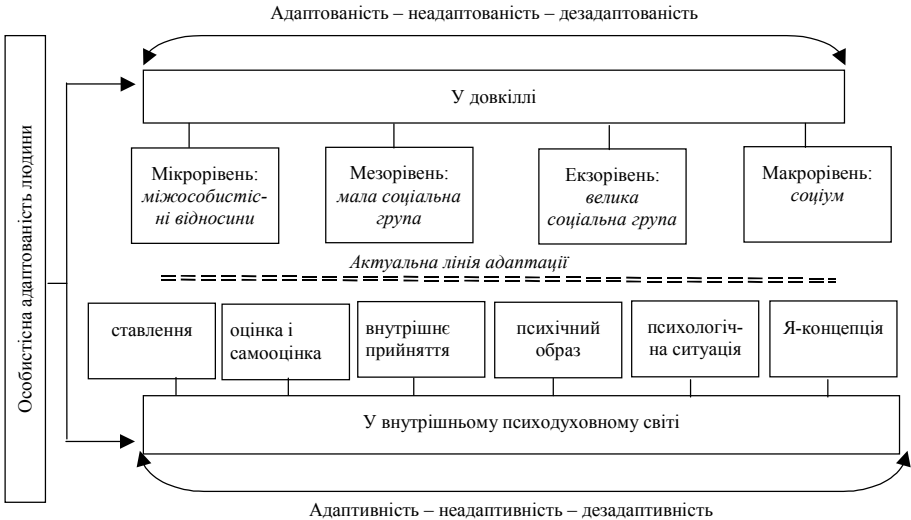 Адаптованість – неадаптованість – дезадаптованість
Особистісна адаптованість людини
У довкіллі
Мікрорівень:
міжособистіс-
ні відносини
Мезорівень:
мала соціальна
група
Екзорівень:
велика
соціальна група
Макрорівень:
соціум
Актуальна лінія адаптації
ставлення
оцінка і
самооцінка
внутрішнє
прийняття
психічний
образ
психологіч-
на ситуація
Я-концепція
У внутрішньому психодуховному світі
Адаптивність – неадаптивність – дезадаптивність